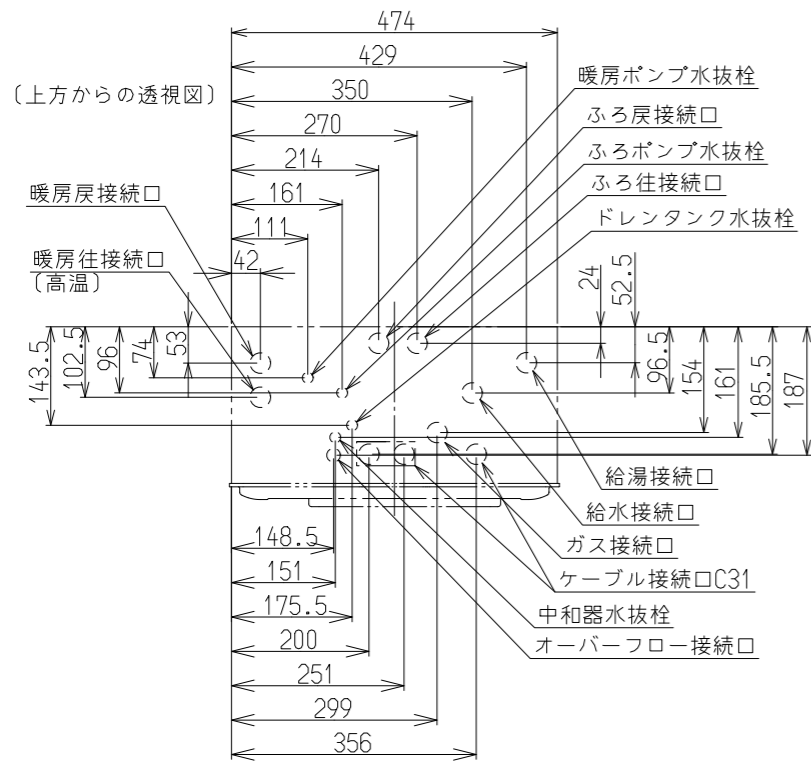 474
429
暖房ポンプ水抜栓
〔上方からの透視図〕
350
ふろ戻接続口
270
ふろポンプ水抜栓
214
ふろ往接続口
暖房戻接続口
161
ドレンタンク水抜栓
111
暖房往接続口
〔高温〕
42
24
52.5
143.5
102.5
96
74
53
96.5
154
161
185.5
187
給湯接続口
給水接続口
148.5
ガス接続口
151
ケーブル接続口C31
175.5
中和器水抜栓
200
オーバーフロー接続口
251
299
356